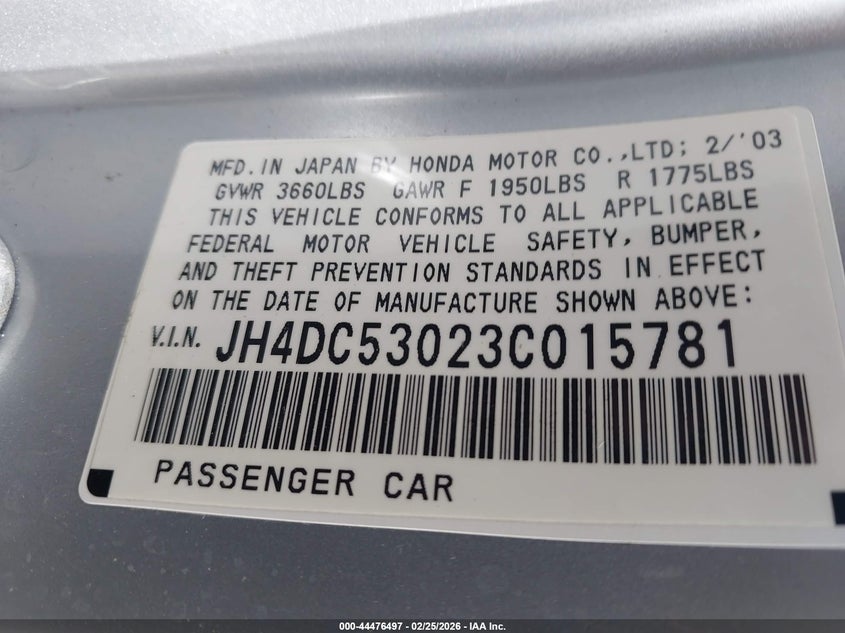 MFD. IN JAPAN BY HONDA MOTOR CO.,LTD; 2/'03
GVWR 3660LBS GAWR F 1950LBS R 1775LBS
THIS VEHICLE CONFORMS TO ALL APPLICABLE
FEDERAL MOTOR VEHICLE SAFETY, BUMPER,
AND THEFT PREVENTION STANDARDS IN EFFECT
ON THE DATE OF MANUFACTURE SHOWN ABOVE:
V.I.N. JH4DC53023C015781
PASSENGER CAR
000-44476497 - 02/25/2026 - IAA Inc.